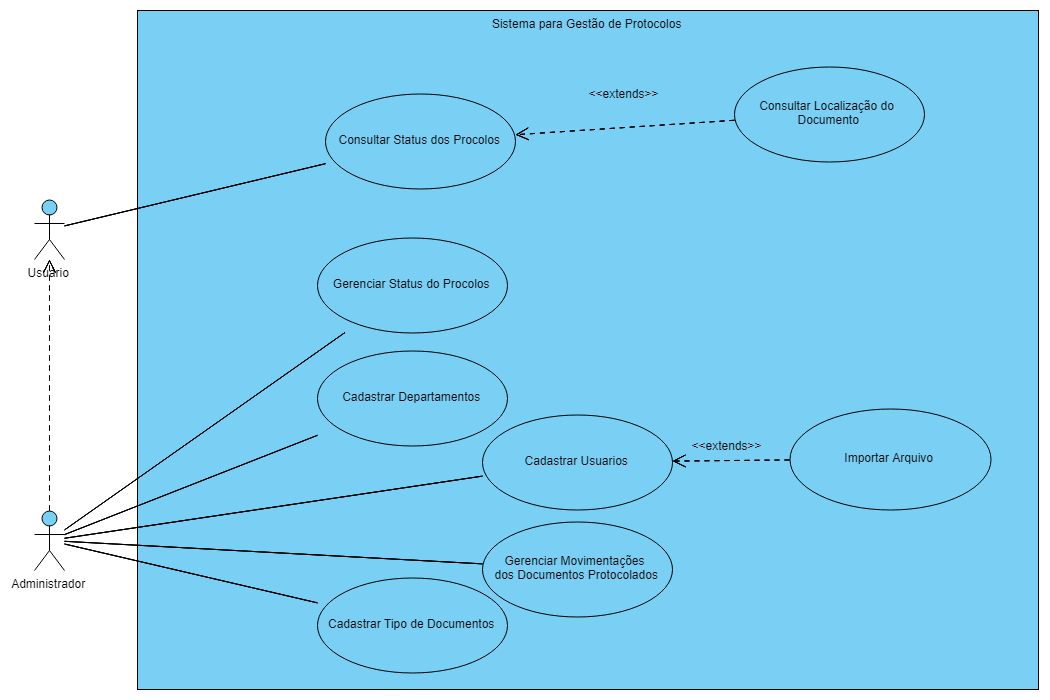 Sistema para Gestão de Protocolos
<<extends>>
Consultar Localização do
Documento
Consultar Status dos Procolos
Usuário
Gerenciar Status do Procolos
Cadastrar Departamentos
<<extends>>
Cadastrar Usuarios
Importar Arquivo
Gerenciar Movimentações
dos Documentos Protocolados
Administrador
Cadastrar Tipo de Documentos